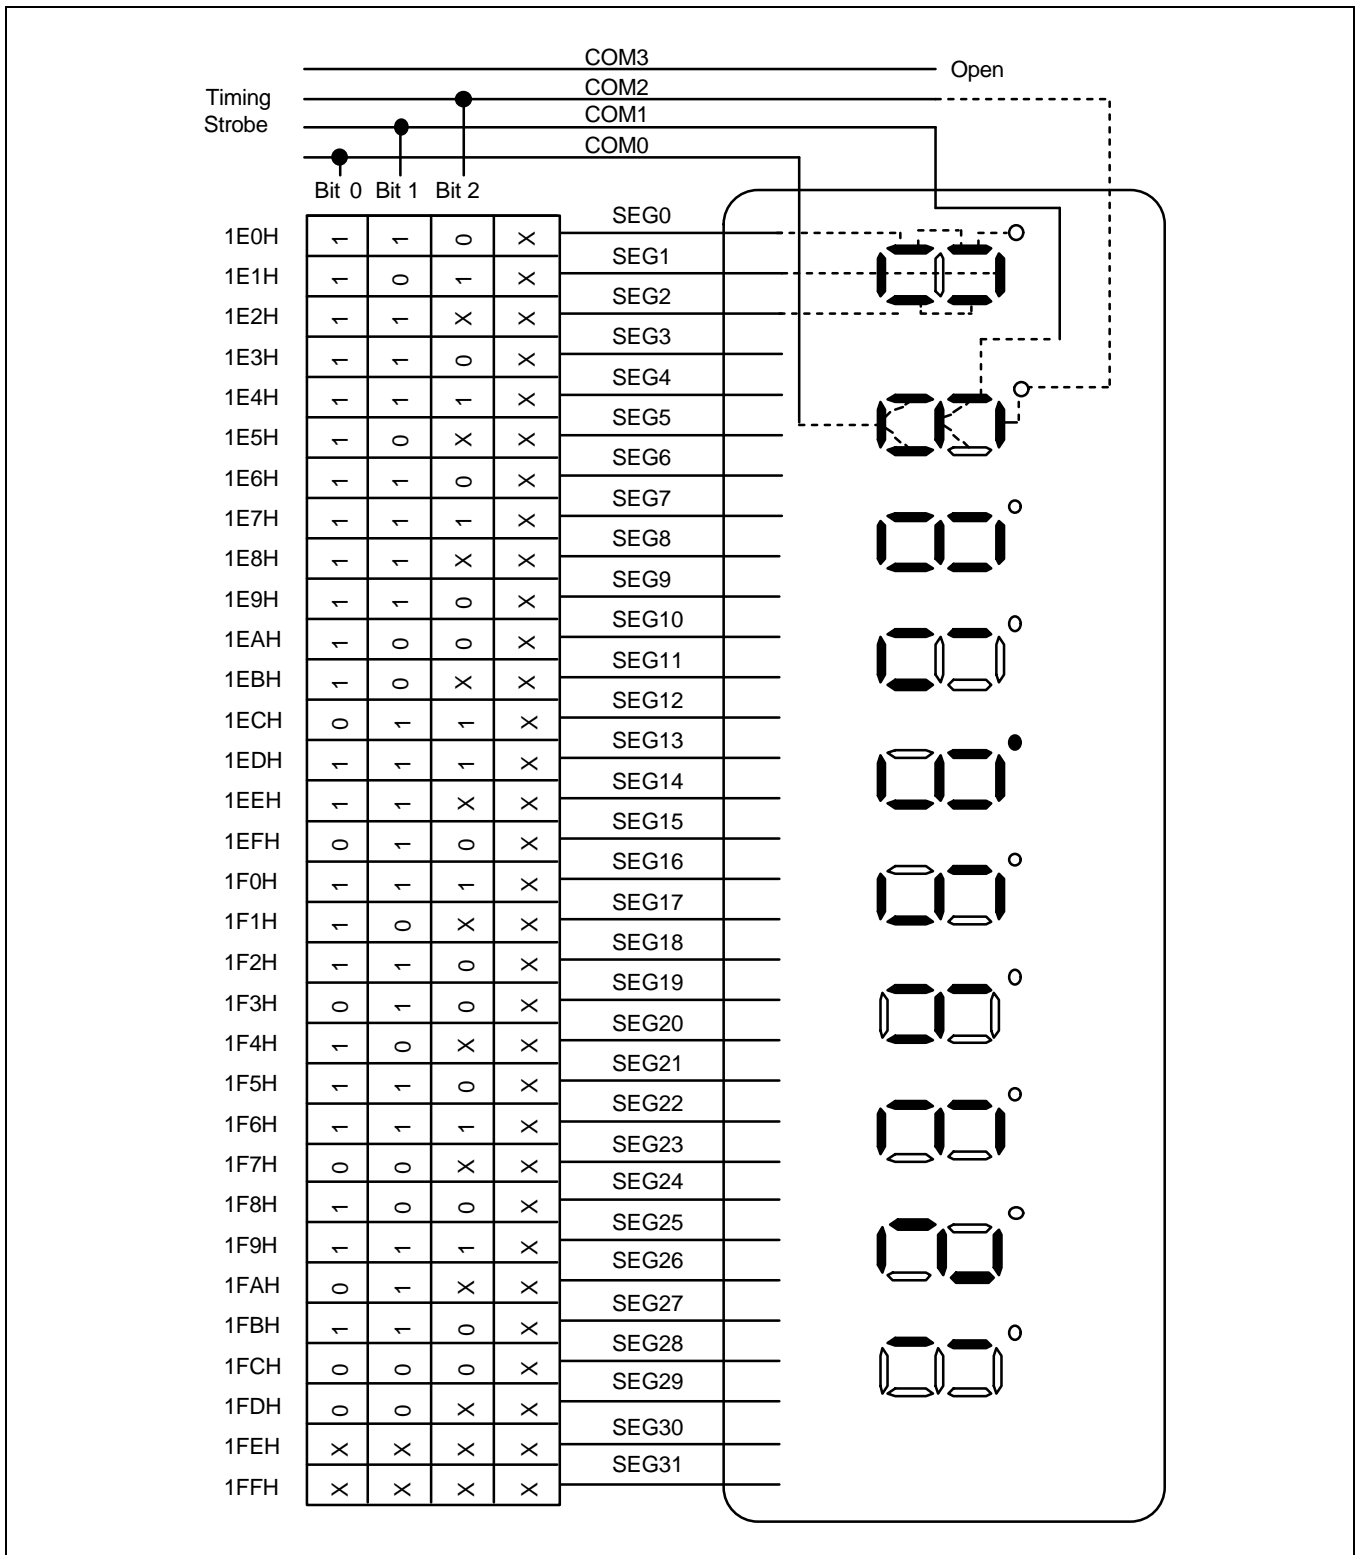 COM3
Open
COM2
Timing
Strobe
COM1
COM0
Bit 0 Bit 1 Bit 2
1E0H 1 1 0 X SEG0
1E1H 1 0 1 X SEG1
1E2H 1 1 X X SEG2
1E3H 1 1 0 X SEG3
1E4H 1 1 1 X SEG4
1E5H 1 0 X X SEG5
1E6H 1 1 0 X SEG6
1E7H 1 1 1 X SEG7
1E8H 1 1 X X SEG8
1E9H 1 1 0 X SEG9
1EAH 1 0 0 X SEG10
1EBH 1 0 X X SEG11
1ECH 0 1 1 X SEG12
1EDH 1 1 1 X SEG13
1EEH 1 1 X X SEG14
1EFH 0 1 0 X SEG15
1F0H 1 1 1 X SEG16
1F1H 1 0 X X SEG17
1F2H 1 1 0 X SEG18
1F3H 0 1 0 X SEG19
1F4H 1 0 X X SEG20
1F5H 1 1 0 X SEG21
1F6H 1 1 1 X SEG22
1F7H 0 0 X X SEG23
1F8H 1 0 0 X SEG24
1F9H 1 1 1 X SEG25
1FAH 0 1 X X SEG26
1FBH 1 1 0 X SEG27
1FCH 0 0 0 X SEG28
1FDH 0 0 X X SEG29
1FEH X X X X SEG30
1FFH X X X X SEG31